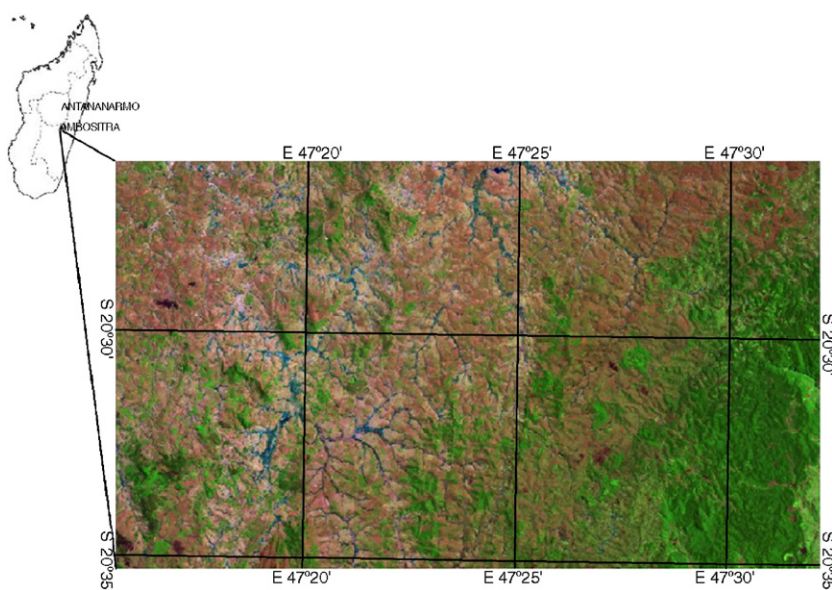 ANTANANARMO
AMBOSITRA
E 47º20' E 47º25' E 47º30'
S 20º30' S 20º30'
S 20º35 S 20º35
E 47º20' E 47º25' E 47º30'